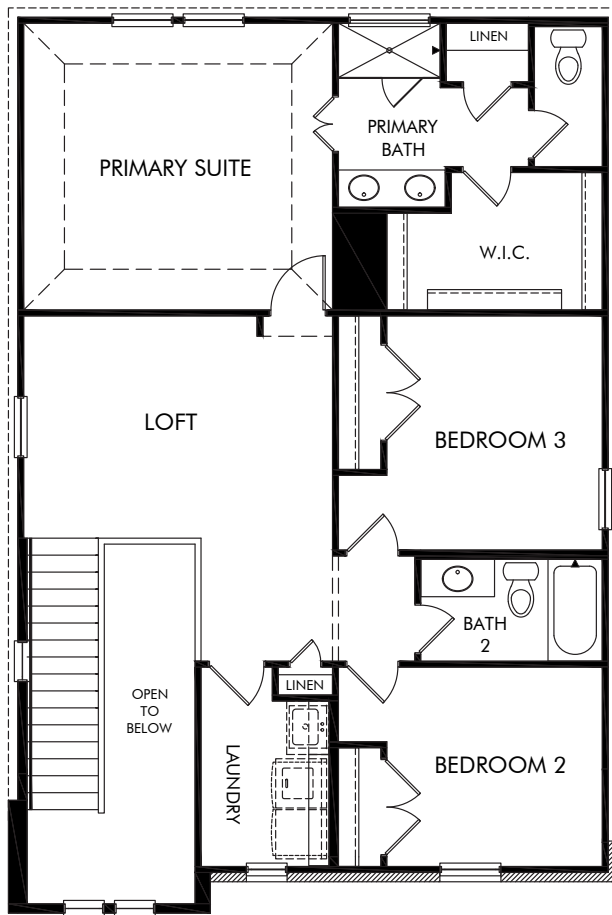 LINEN
PRIMARY
BATH
PRIMARY SUITE
W.I.C.
LOFT
BEDROOM 3
BATH
2
LINEN
OPEN
TO
BELOW
LAUNDRY
BEDROOM 2